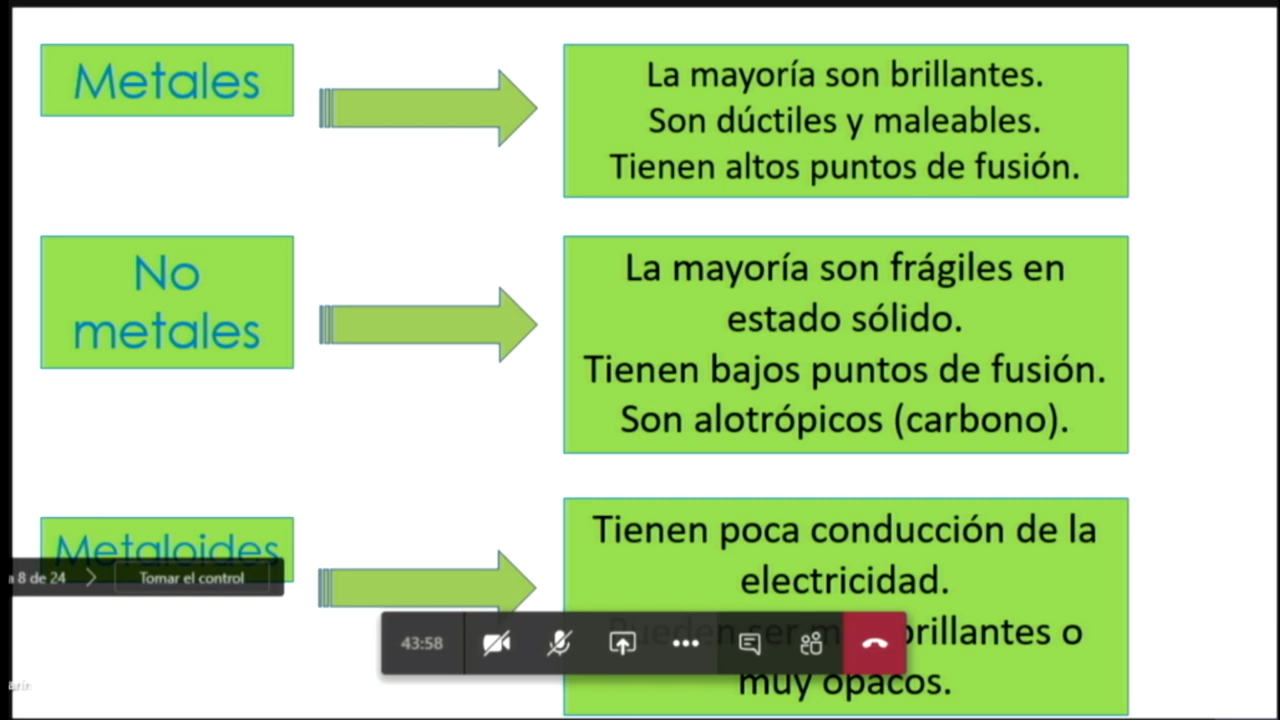 Metales
La mayoría son brillantes.
Son dúctiles y maleables.
Tienen altos puntos de fusión.
No
metales
La mayoría son frágiles en
estado sólido.
Tienen bajos puntos de fusión.
Son alotrópicos (carbono).
Metaloides
8 de 24
Tomar el control
Tienen poca conducción de la
electricidad.
Pueden ser brillantes o
muy opacos.
43:58